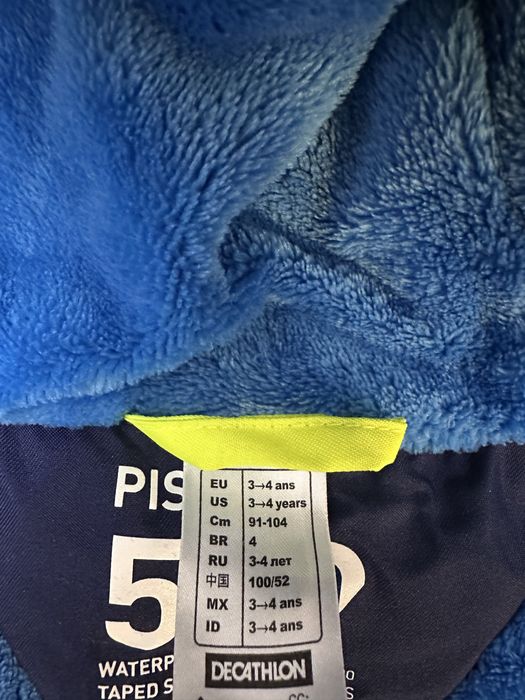 PIS
EU 3→4 ans
US 3→4 years
Cm 91-104
BR 4
RU 3-4 лет
中国 100/52
MX 3→4 ans
ID 3→4 ans
5
DECATHLON
WATERP
TAPED S